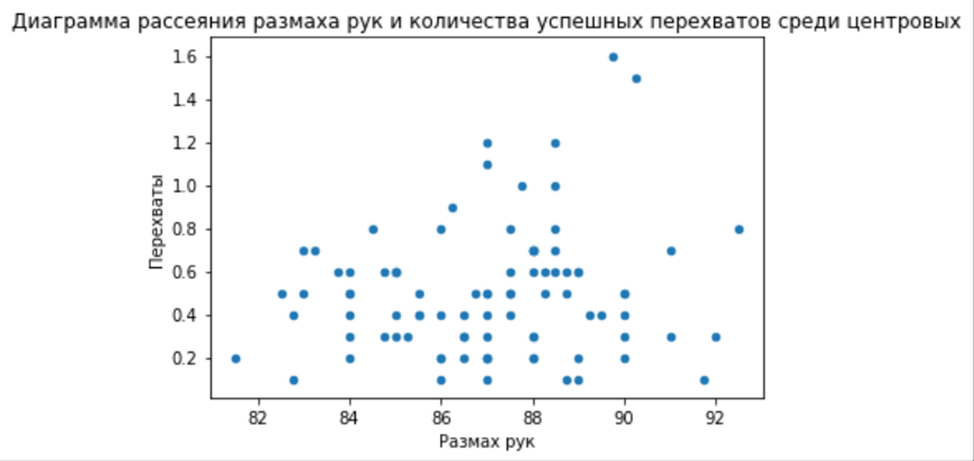 Диаграмма рассеяния размаха рук и количества успешных перехватов среди центровых
1.6
1.4
1.2
1.0
0.8
0.6
0.4
0.2
Перехваты
82 84 86 88 90 92
Размах рук